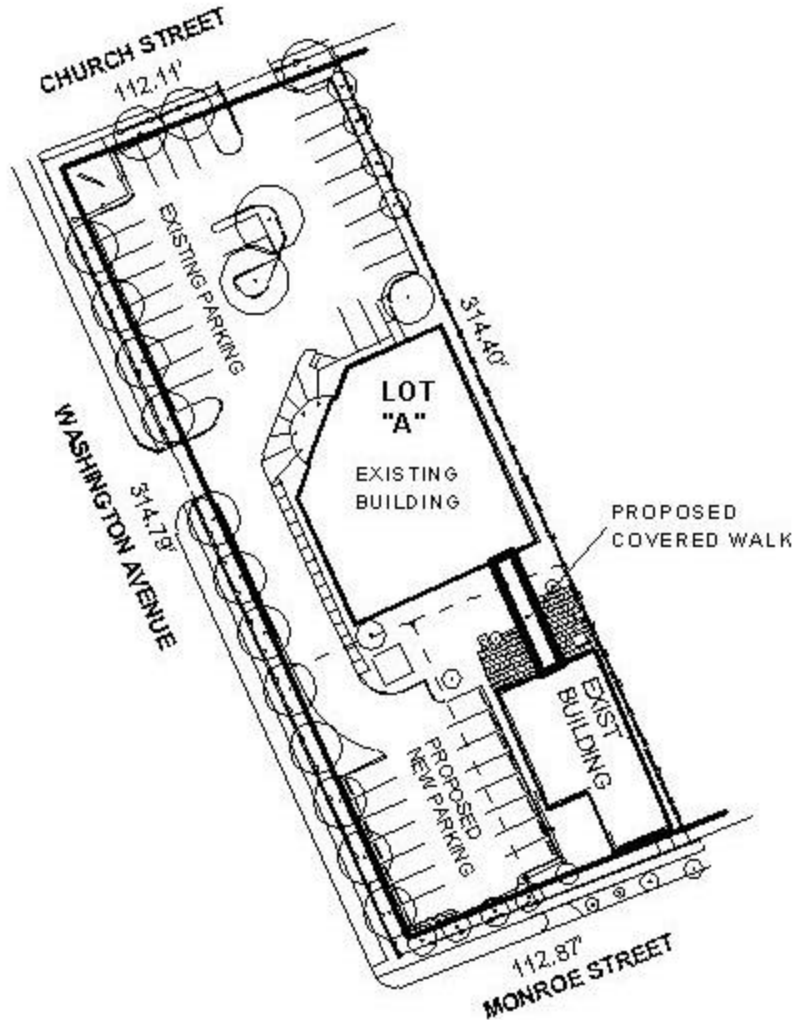 CHURCH STREET
112.11'
EXISTING PARKING
314.40'
LOT
"A"
EXISTING
BUILDING
WASHINGTON AVENUE
314.79'
PROPOSED
COVERED WALK
EXIST
BUILDING
PROPOSED
NEW PARKING
112.87'
MONROE STREET